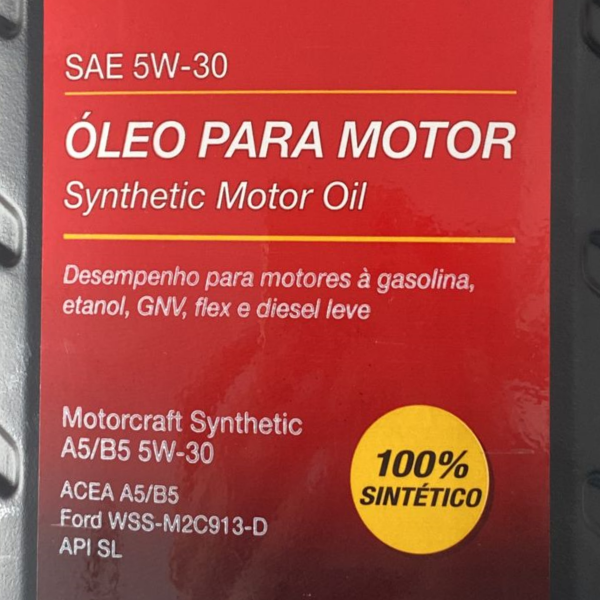 SAE 5W-30
ÓLEO PARA MOTOR
Synthetic Motor Oil
Desempenho para motores à gasolina,
etanol, GNV, flex e diesel leve
Motorcraft Synthetic
A5/B5 5W-30
100%
SINTÉTICO
ACEA A5/B5
Ford WSS-M2C913-D
API SL